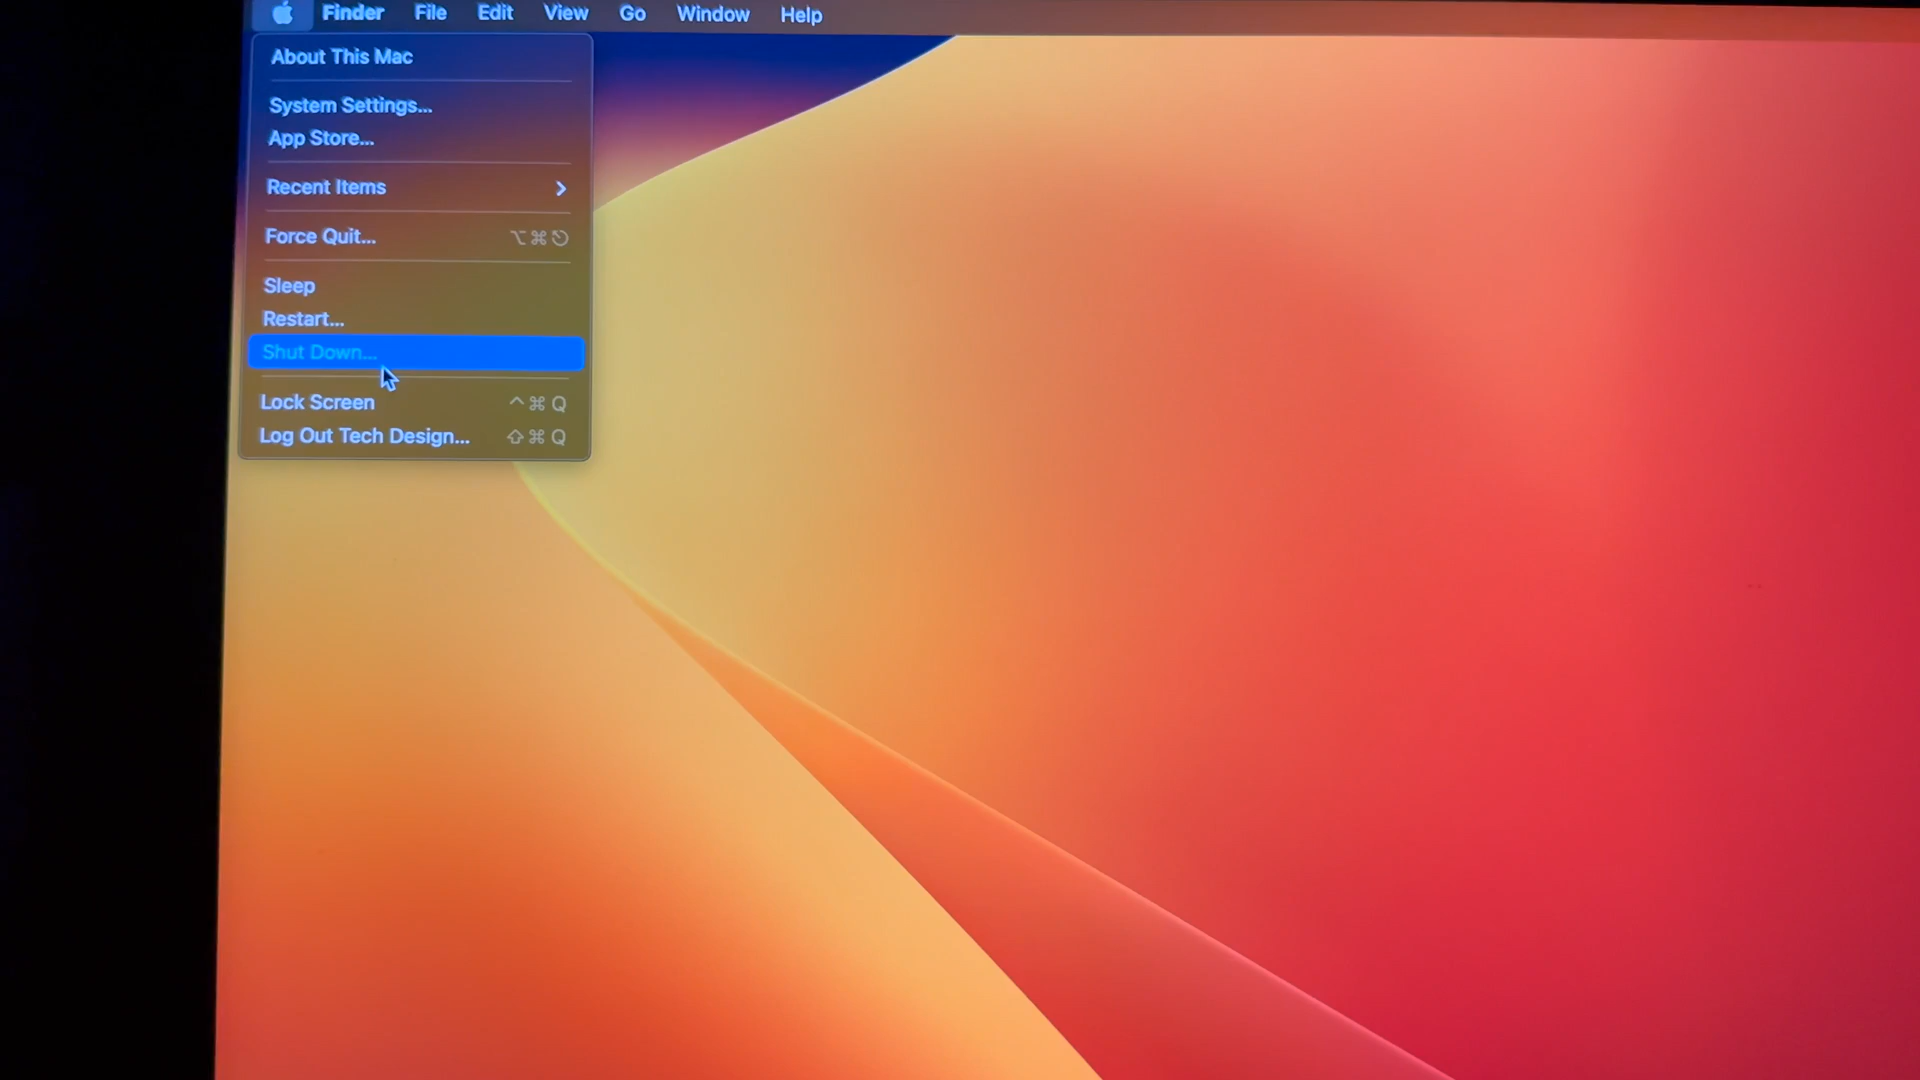 Finder File Edit View Go Window Help
About This Mac
System Settings...
App Store...
Recent Items
Force Quit... ⌥⌘⎋
Sleep
Restart...
Shut Down...
Lock Screen ^⌘Q
Log Out Tech Design... ⇧⌘Q